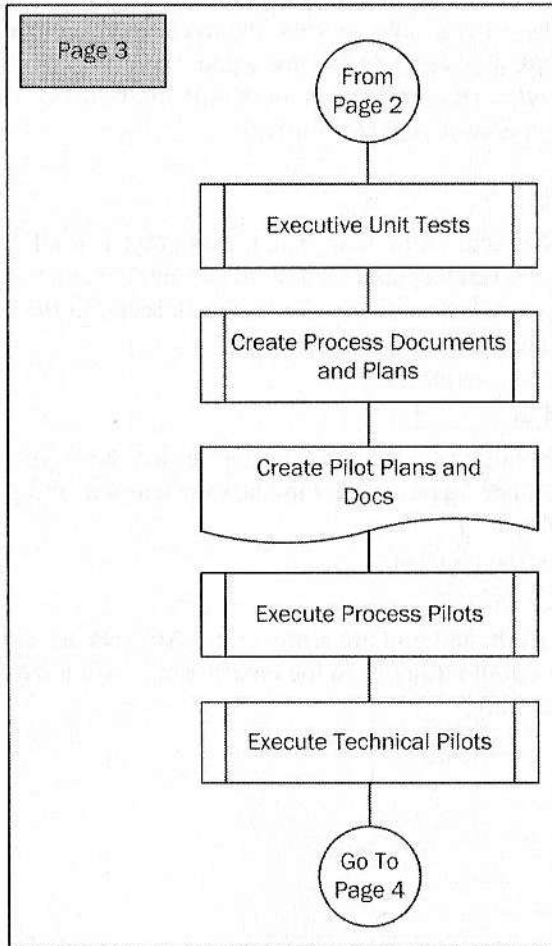 Page 3
From
Page 2
Executive Unit Tests
Create Process Documents
and Plans
Create Pilot Plans and
Docs
Execute Process Pilots
Execute Technical Pilots
Go To
Page 4